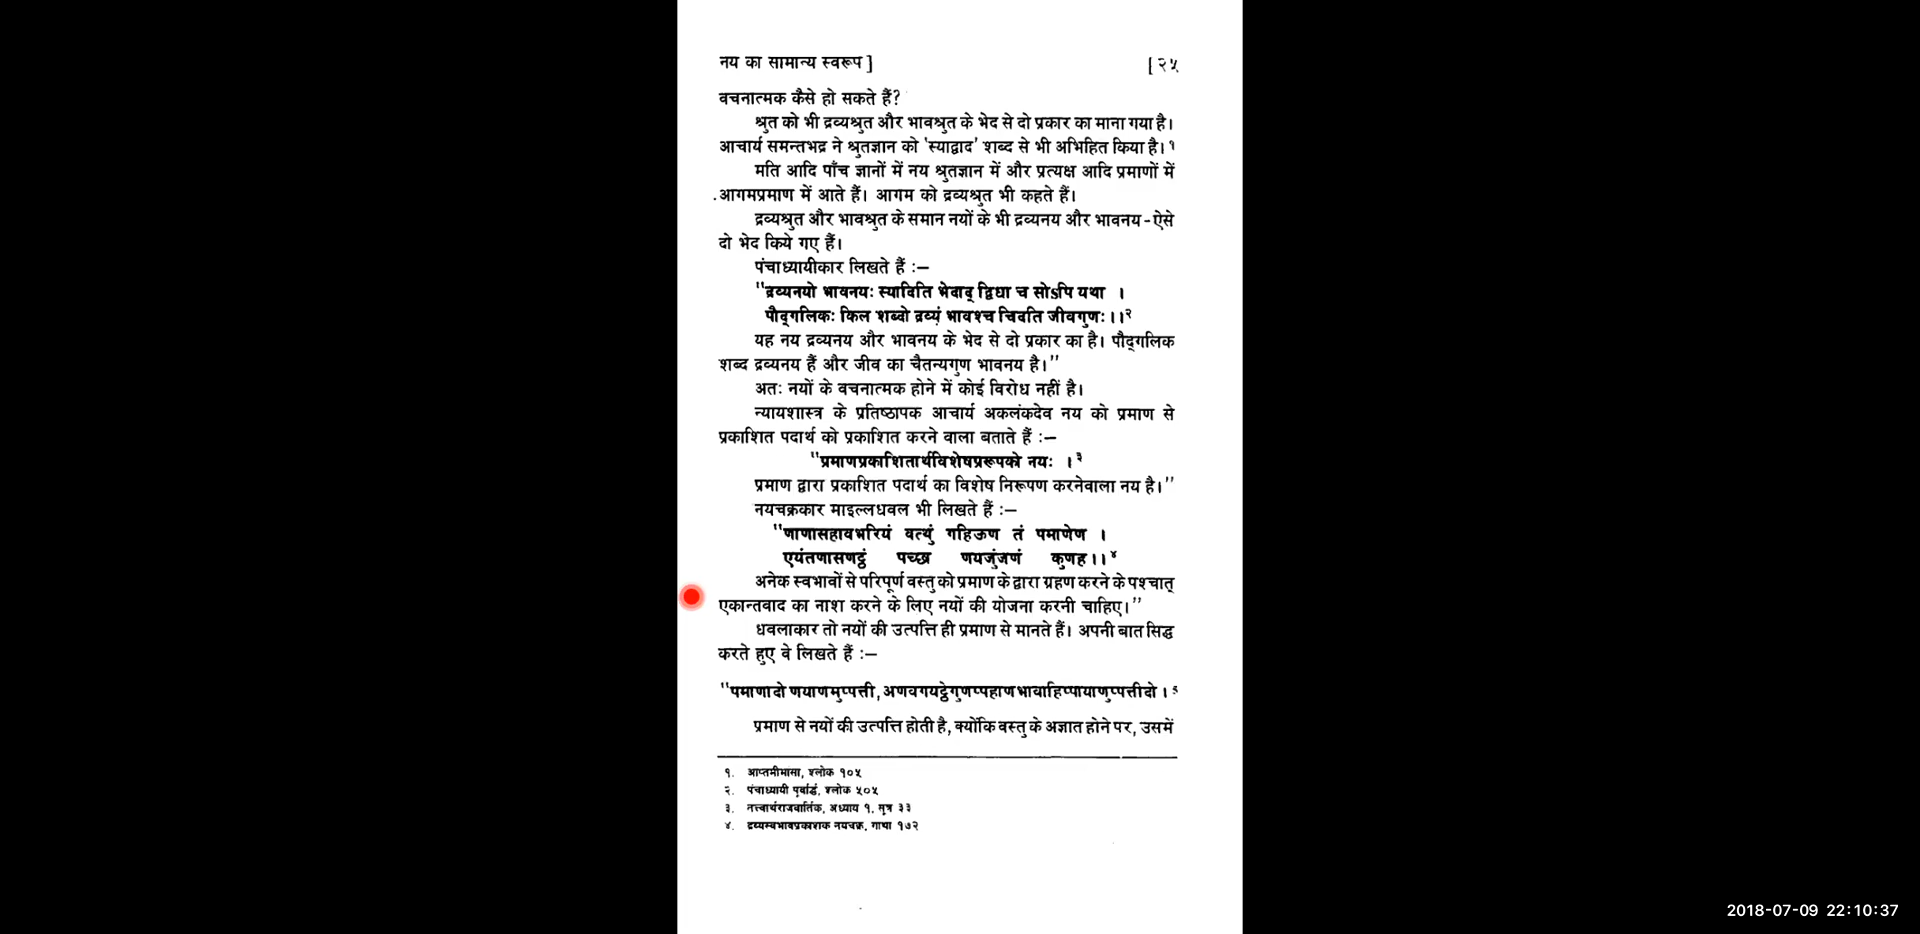 नय का सामान्य स्वरूप ] [ २५
वचनात्मक कैसे हो सकते हैं?
श्रुत को भी द्रव्यश्रुत और भावश्रुत के भेद से दो प्रकार का माना गया है।
आचार्य समन्तभद्र ने श्रुतज्ञान को 'स्याद्वाद' शब्द से भी अभिहित किया है। १
मति आदि पाँच ज्ञानों में नय श्रुतज्ञान में और प्रत्यक्ष आदि प्रमाणों में
आगमप्रमाण में आते हैं। आगम को द्रव्यश्रुत भी कहते हैं।
द्रव्यश्रुत और भावश्रुत के समान नयों के भी द्रव्यनय और भावनय - ऐसे
दो भेद किये गए हैं।
पंचाध्यायीकार लिखते हैं :—
"द्रव्यनयो भावनयः स्यादिति भेदाद् द्विधा च सोऽपि यथा ।
पौद्गलिकः किल शब्दो द्रव्यं भावश्च चिदति जीवगुणः।।२
यह नय द्रव्यनय और भावनय के भेद से दो प्रकार का है। पौद्गलिक
शब्द द्रव्यनय हैं और जीव का चैतन्यगुण भावनय है।"
अतः नयों के वचनात्मक होने में कोई विरोध नहीं है।
न्यायशास्त्र के प्रतिष्ठापक आचार्य अकलंकदेव नय को प्रमाण से
प्रकाशित पदार्थ को प्रकाशित करने वाला बताते हैं :—
"प्रमाणप्रकाशितार्थविशेषप्ररूपको नयः ।३
प्रमाण द्वारा प्रकाशित पदार्थ का विशेष निरूपण करनेवाला नय है।"
नयचक्रकार माइल्लधवल भी लिखते हैं :—
"णाणासहावभरियं वत्थुं गहिऊण तं पमाणेण ।
एयंतणासणट्ठं पच्छा णयजुंजणं कुणह।।४
अनेक स्वभावों से परिपूर्ण वस्तु को प्रमाण के द्वारा ग्रहण करने के पश्चात्
एकान्तवाद का नाश करने के लिए नयों की योजना करनी चाहिए।"
धवलाकार तो नयों की उत्पत्ति ही प्रमाण से मानते हैं। अपनी बात सिद्ध
करते हुए वे लिखते हैं :—
"पमाणादो णयाणमुप्पत्ती, अणवगयट्ठेगुणप्पहाणभावाहिप्पायाणुप्पत्तीदो । ५
प्रमाण से नयों की उत्पत्ति होती है, क्योंकि वस्तु के अज्ञात होने पर, उसमें
१. आप्तमीमांसा, श्लोक १०५
२. पंचाध्यायी पूर्वार्द्ध, श्लोक ५०५
३. तत्त्वार्थराजवार्तिक, अध्याय १, सूत्र ३३
४. द्रव्यस्वभावप्रकाशक नयचक्र, गाथा १७२
2018-07-09 22:10:37